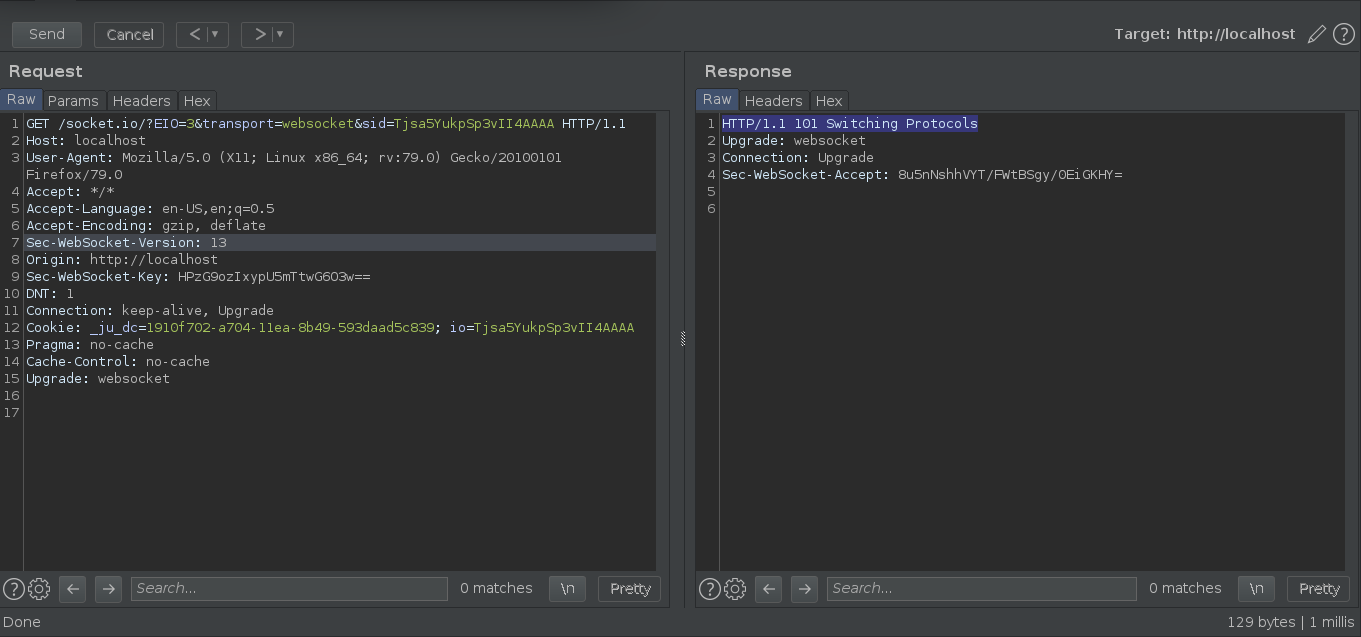 Send Cancel < | ▼ > | ▼ Target: http://localhost ?
Request
Raw Params Headers Hex
1 GET /socket.io/?EIO=3&transport=websocket&sid=Tjsa5YukpSp3vII4AAAA HTTP/1.1
2 Host: localhost
3 User-Agent: Mozilla/5.0 (X11; Linux x86_64; rv:79.0) Gecko/20100101
Firefox/79.0
4 Accept: */*
5 Accept-Language: en-US,en;q=0.5
6 Accept-Encoding: gzip, deflate
7 Sec-WebSocket-Version: 13
8 Origin: http://localhost
9 Sec-WebSocket-Key: HPzG9ozIxypU5mTtwG6O3w==
10 DNT: 1
11 Connection: keep-alive, Upgrade
12 Cookie: _ju_dc=1910f702-a704-11ea-8b49-593daad5c839; io=Tjsa5YukpSp3vII4AAAA
13 Pragma: no-cache
14 Cache-Control: no-cache
15 Upgrade: websocket
16
17
? ← → Search... 0 matches \n Pretty
Response
Raw Headers Hex
1 HTTP/1.1 101 Switching Protocols
2 Upgrade: websocket
3 Connection: Upgrade
4 Sec-WebSocket-Accept: 8u5nNshhVYT/FWtBSgy/0EiGKHY=
5
6
? ← → Search... 0 matches \n Pretty
Done 129 bytes | 1 millis